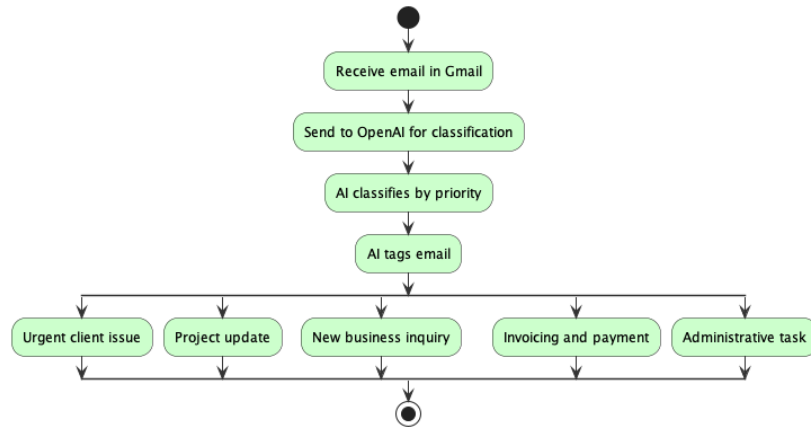 Receive email in Gmail
Send to OpenAI for classification
AI classifies by priority
AI tags email
Urgent client issue
Project update
New business inquiry
Invoicing and payment
Administrative task